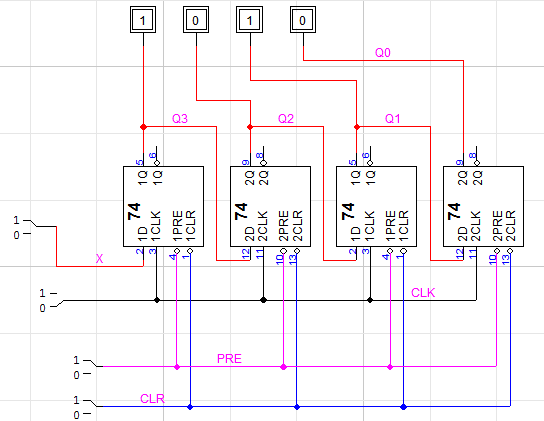 1 0 1 0
Q0
Q3 Q2 Q1
5 6 9 8 5 6 9 8
1Q 1Q 2Q 2Q 1Q 1Q 2Q 2Q
74 74 74 74
1D 1CLK 1PRE 1CLR 2D 2CLK 2PRE 2CLR 1D 1CLK 1PRE 1CLR 2D 2CLK 2PRE 2CLR
2 3 4 1 12 11 10 13 2 3 4 1 12 11 10 13
1
0
X
1
0
CLK
1
0
PRE
1
0
CLR